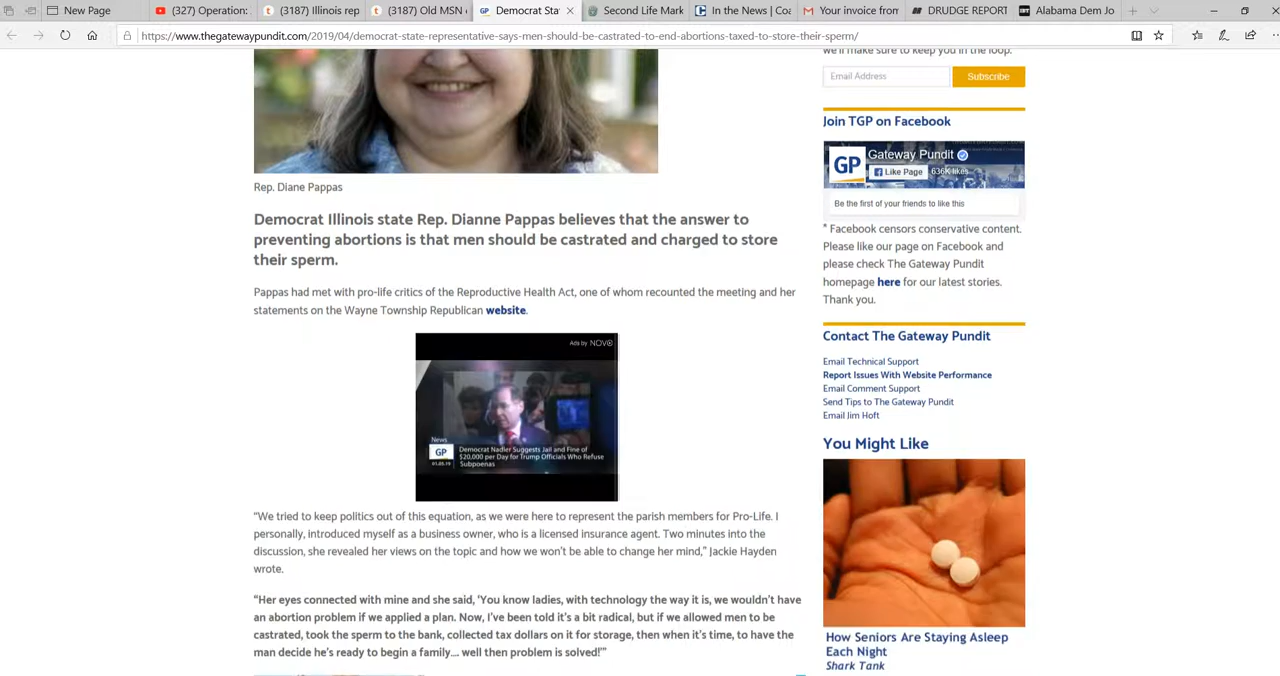 New Page
(327) Operation:
(3187) Illinois rep
(3187) Old MSN
Democrat Sta
Second Life Mark
In the News | Coa
Your invoice from
DRUDGE REPORT
Alabama Dem Jo
https://www.thegatewaypundit.com/2019/04/democrat-state-representative-says-men-should-be-castrated-to-end-abortions-taxed-to-store-their-sperm/
Rep. Diane Pappas
Democrat Illinois state Rep. Dianne Pappas believes that the answer to
preventing abortions is that men should be castrated and charged to store
their sperm.
Pappas had met with pro-life critics of the Reproductive Health Act, one of whom recounted the meeting and her
statements on the Wayne Township Republican website.
Ads by NOVO
News
GP
01.05.19
Democrat Nadler Suggests Jail and Fine of
$20,000 per Day for Trump Officials Who Refuse
Subpoenas
“We tried to keep politics out of this equation, as we were here to represent the parish members for Pro-Life. I
personally, introduced myself as a business owner, who is a licensed insurance agent. Two minutes into the
discussion, she revealed her views on the topic and how we won’t be able to change her mind,” Jackie Hayden
wrote.
“Her eyes connected with mine and she said, ‘You know ladies, with technology the way it is, we wouldn’t have
an abortion problem if we applied a plan. Now, I’ve been told it’s a bit radical, but if we allowed men to be
castrated, took the sperm to the bank, collected tax dollars on it for storage, then when it’s time, to have the
man decide he’s ready to begin a family…. well then problem is solved!’”
we’ll make sure to keep you in the loop.
Email Address
Subscribe
Join TGP on Facebook
GP
Gateway Pundit
Like Page
636K likes
Be the first of your friends to like this
* Facebook censors conservative content.
Please like our page on Facebook and
please check The Gateway Pundit
homepage here for our latest stories.
Thank you.
Contact The Gateway Pundit
Email Technical Support
Report Issues With Website Performance
Email Comment Support
Send Tips to The Gateway Pundit
Email Jim Hoft
You Might Like
How Seniors Are Staying Asleep
Each Night
Shark Tank